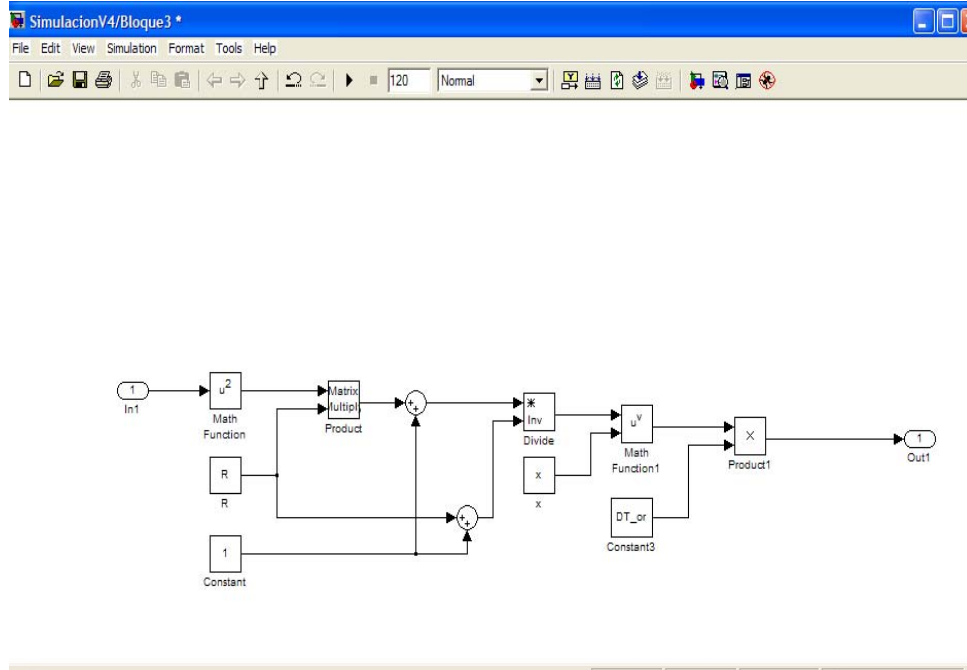 SimulacionV4/Bloque3 *
File Edit View Simulation Format Tools Help
120 Normal
1
In1
u2
Math
Function
Matrix
Multiply
Product
+
+
*
Inv
Divide
uv
Math
Function1
X
Product1
1
Out1
R
R
x
x
DT_or
Constant3
+
+
1
Constant